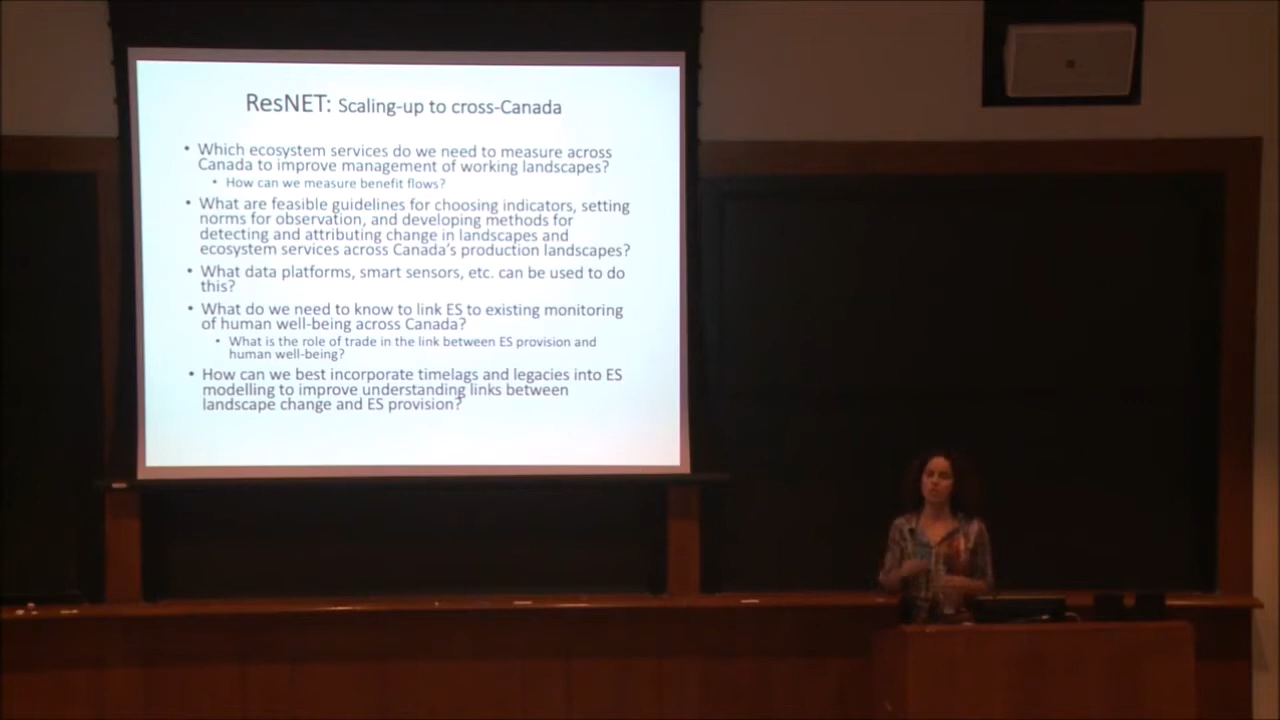 ResNET: Scaling-up to cross-Canada
• Which ecosystem services do we need to measure across
Canada to improve management of working landscapes?
• How can we measure benefit flows?
• What are feasible guidelines for choosing indicators, setting
norms for observation, and developing methods for
detecting and attributing change in landscapes and
ecosystem services across Canada's production landscapes?
• What data platforms, smart sensors, etc. can be used to do
this?
• What do we need to know to link ES to existing monitoring
of human well-being across Canada?
• What is the role of trade in the link between ES provision and
human well-being?
• How can we best incorporate timelags and legacies into ES
modelling to improve understanding links between
landscape change and ES provision?